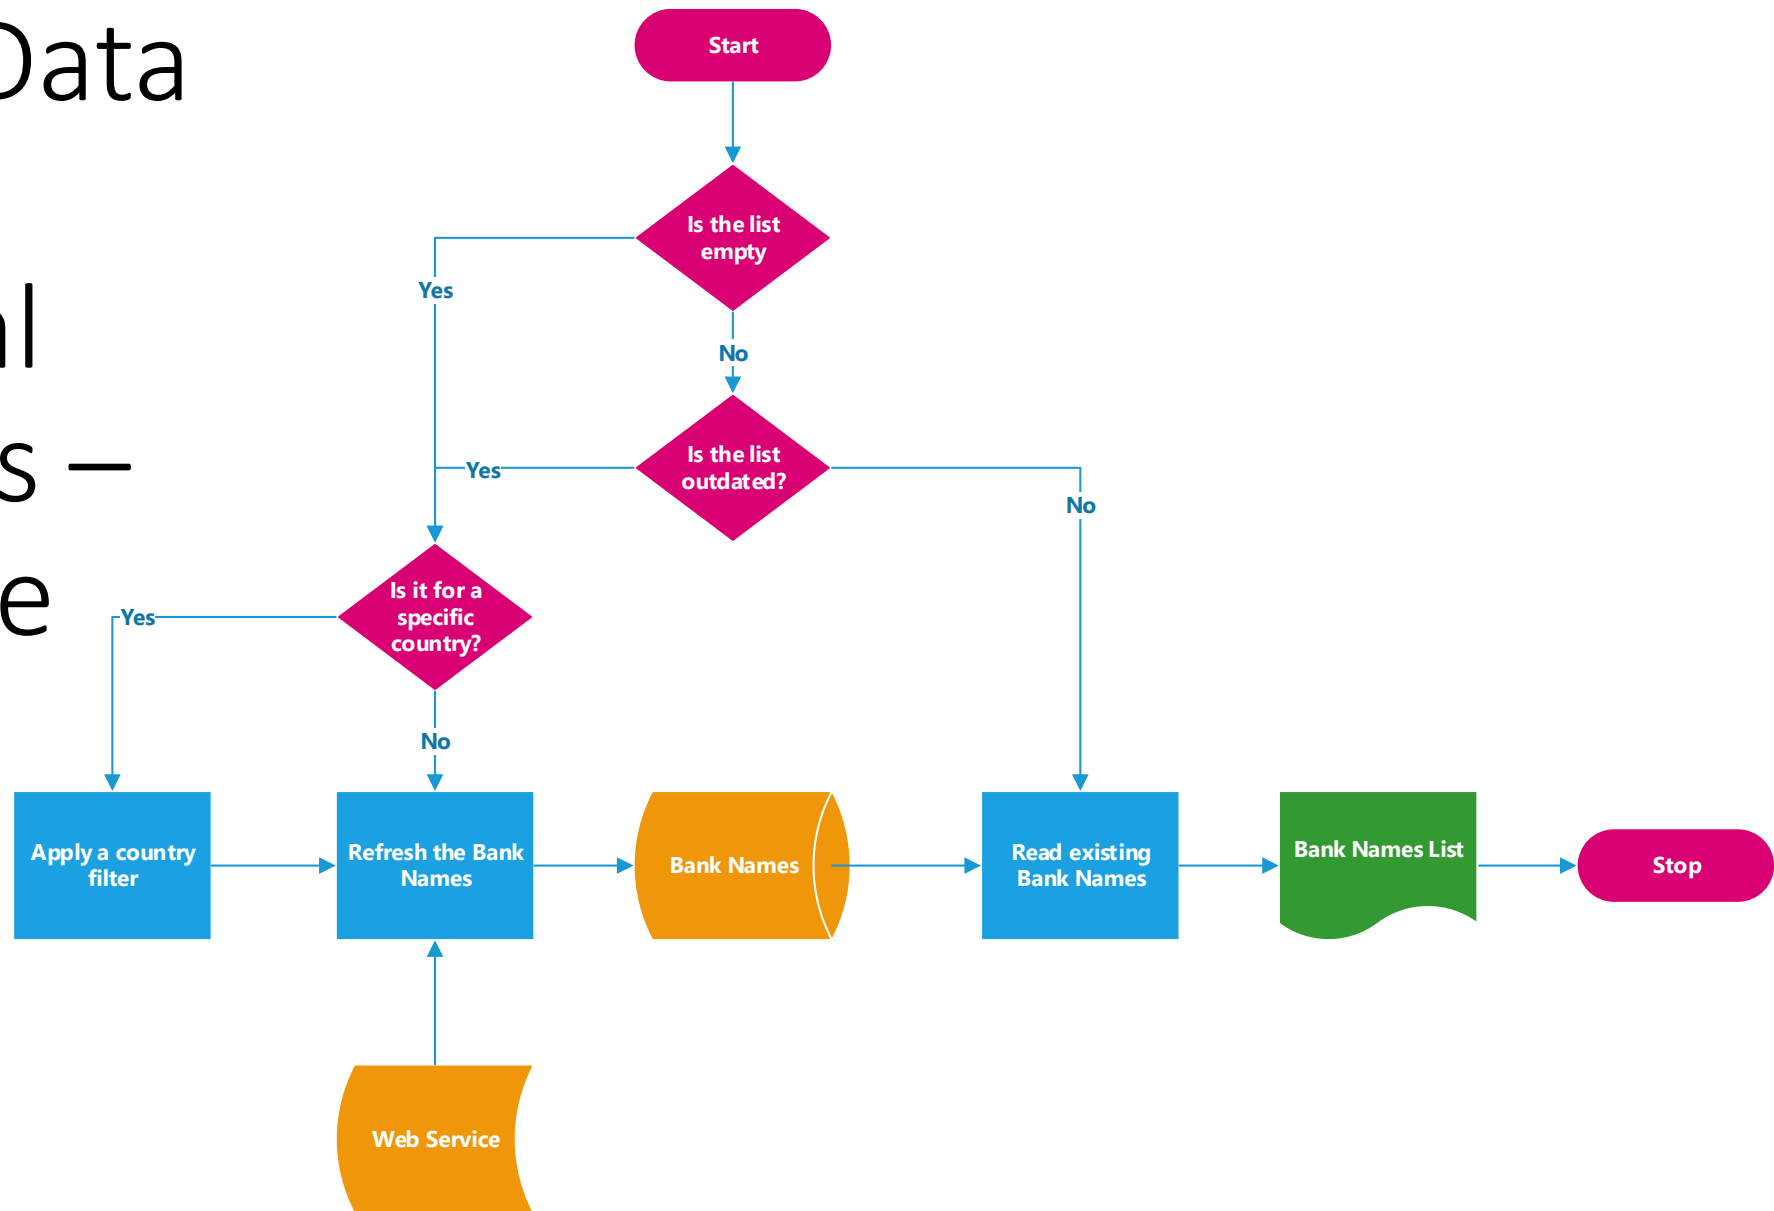 Data
al
s –
e
Start
Is the list
empty
Yes
No
Is the list
outdated?
Yes
No
Is it for a
specific
country?
Yes
No
Apply a country
filter
Refresh the Bank
Names
Bank Names
Read existing
Bank Names
Bank Names List
Stop
Web Service